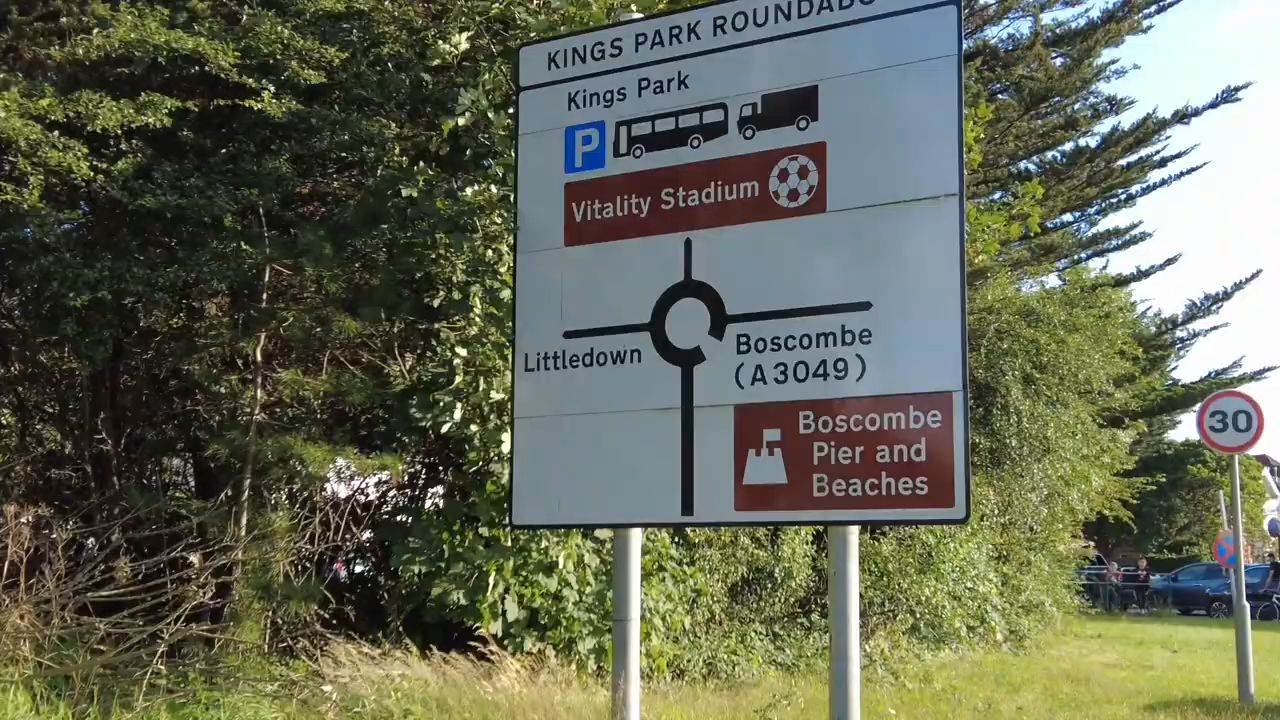 KINGS PARK ROUNDABO
Kings Park
P
Vitality Stadium
Littledown
Boscombe
(A3049)
Boscombe
Pier and
Beaches
30